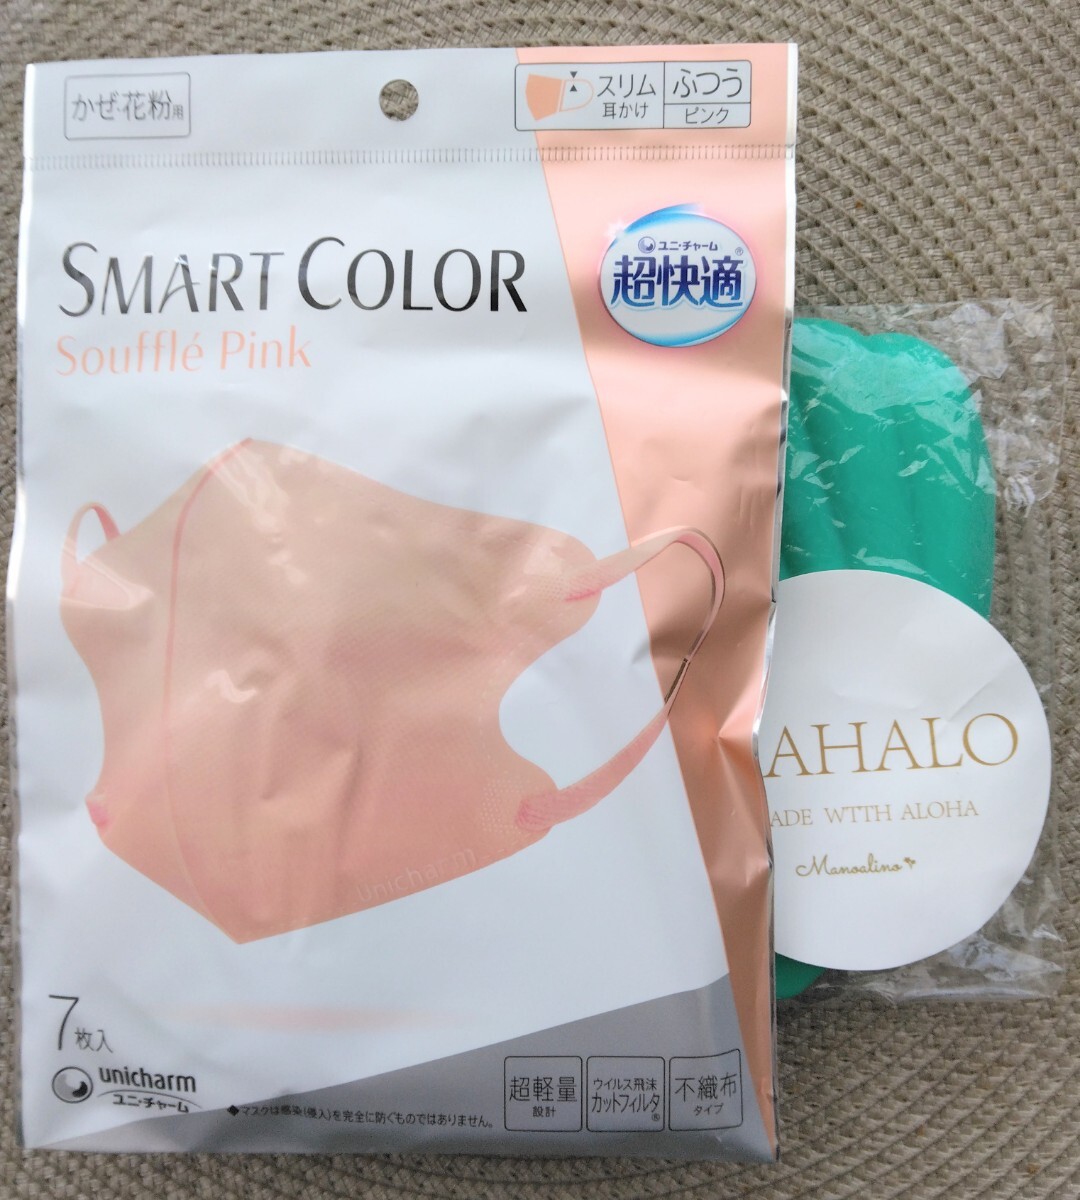 かぜ・花粉用
スリム
耳かけ
ふつう
ピンク
SMART COLOR
Soufflé Pink
ユニ・チャーム
®
超快適
unicharm
AHALO
ADE WTTH ALOHA
Manoalino
7枚入
unicharm
ユニ・チャーム
◆マスクは感染(侵入)を完全に防ぐものではありません。
超軽量
設計
ウイルス飛沫
カットフィルタ®
不織布
タイプ